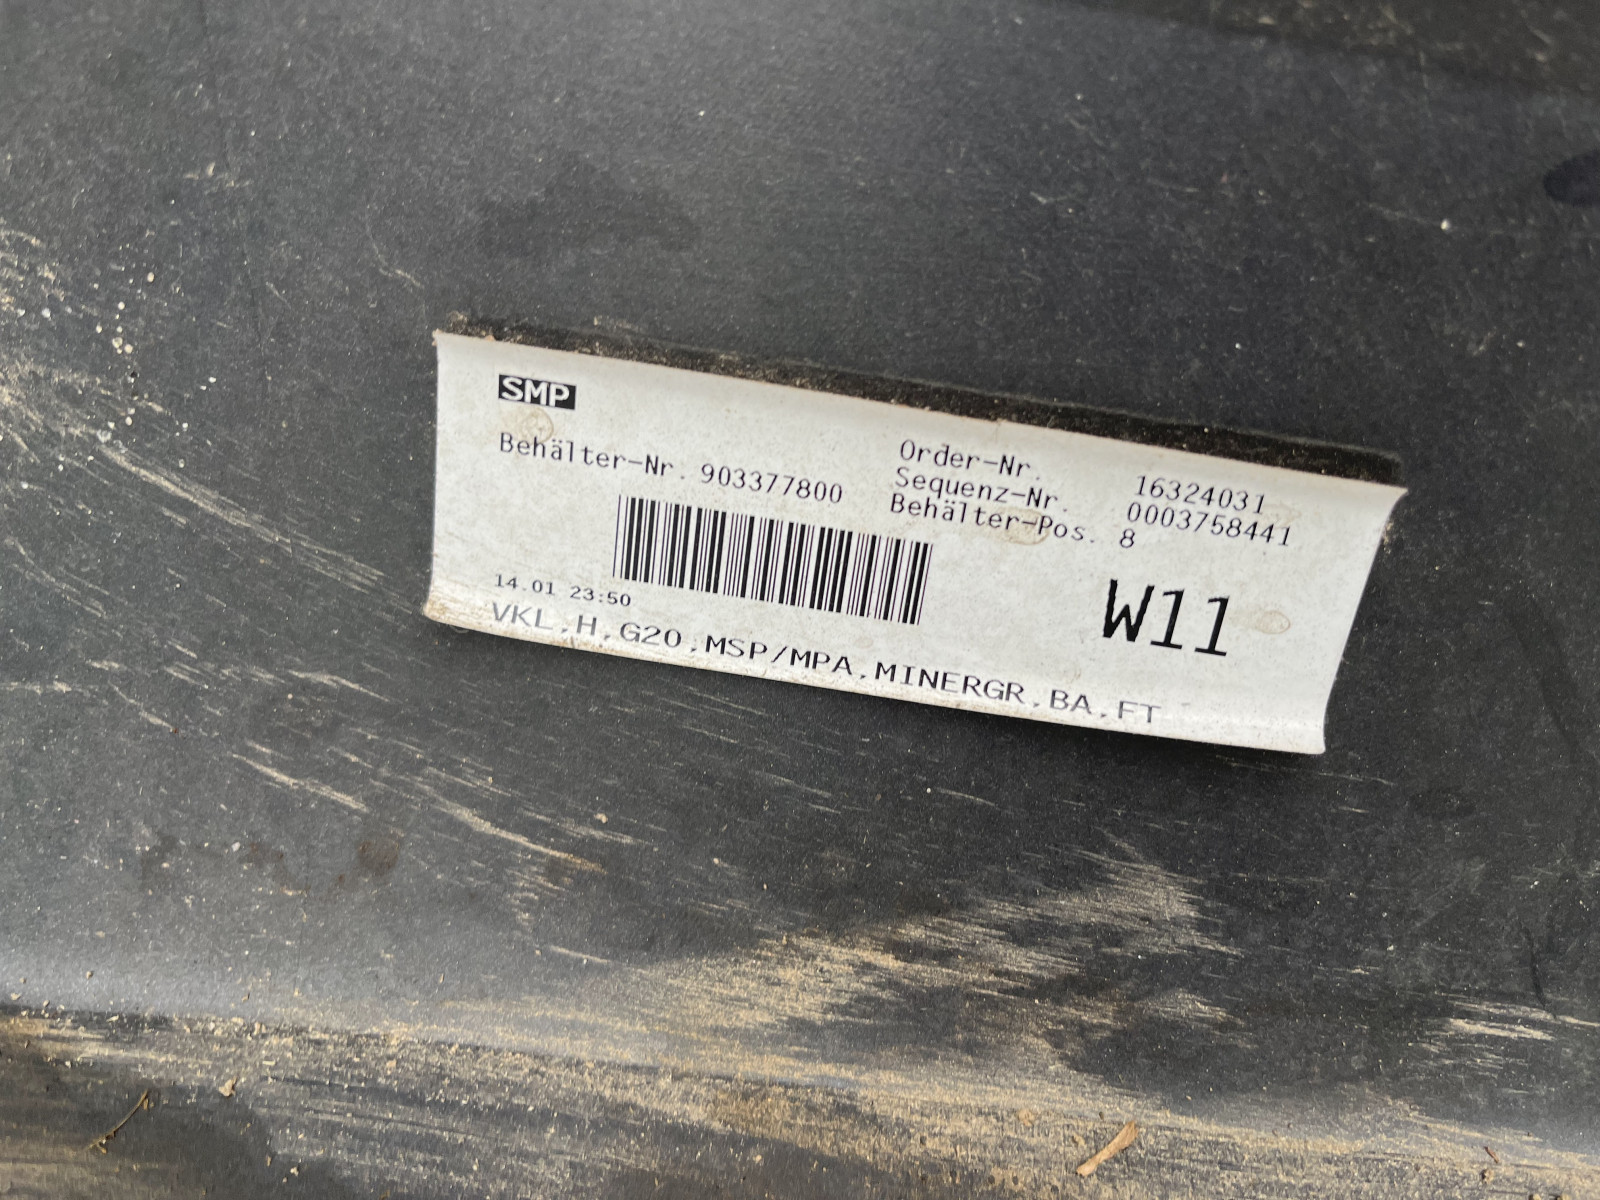 SMP
Behälter-Nr. 903377800
Order-Nr. 16324031
Sequenz-Nr. 0003758441
Behälter-Pos. 8
14.01 23:50
W11
VKL,H,G20,MSP/MPA,MINERGR,BA,FT